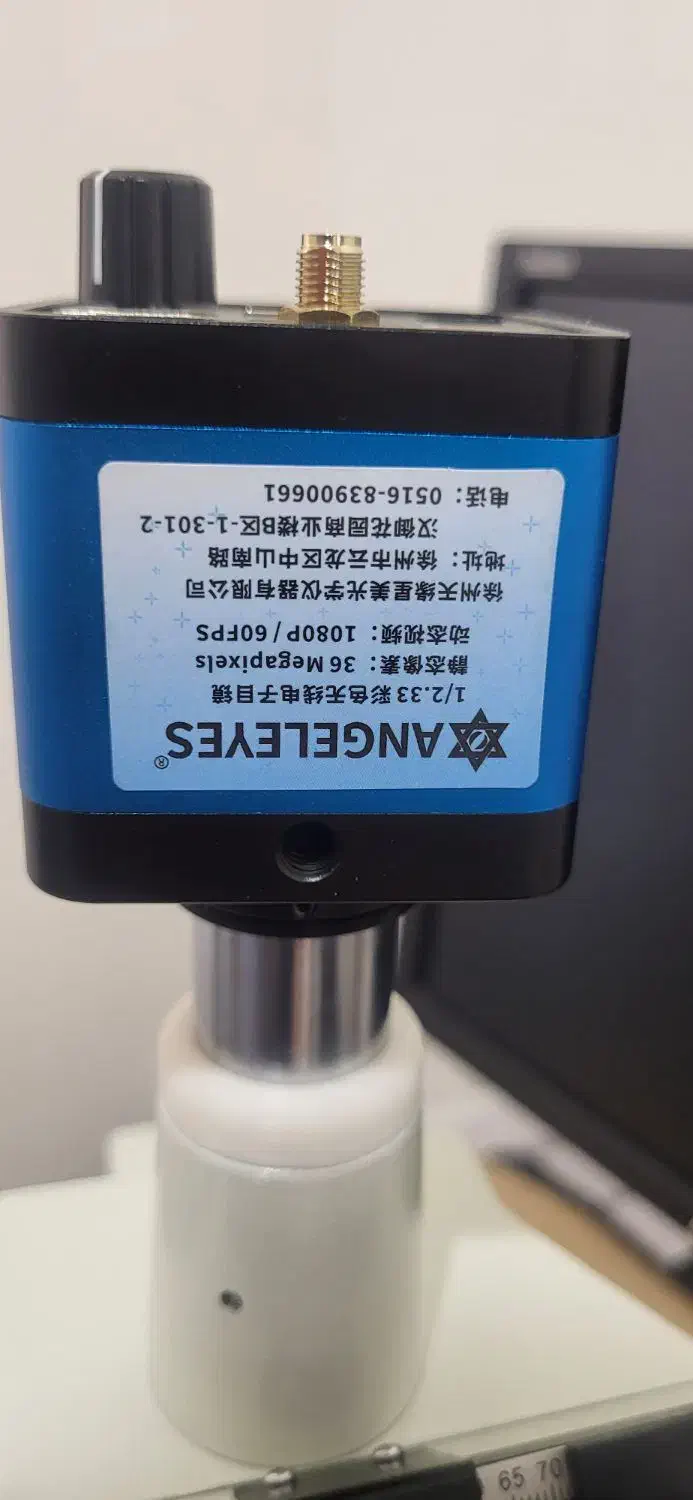 ANGELEYES®
1/2.33 彩色无线电子目镜
静态像素：36 Megapixels
动态视频：1080P / 60FPS
徐州天缘星美光学仪器有限公司
地址：徐州市云龙区中山南路
汉御花园商业楼B区-1-301-2
电话：0516-83900661
65 70